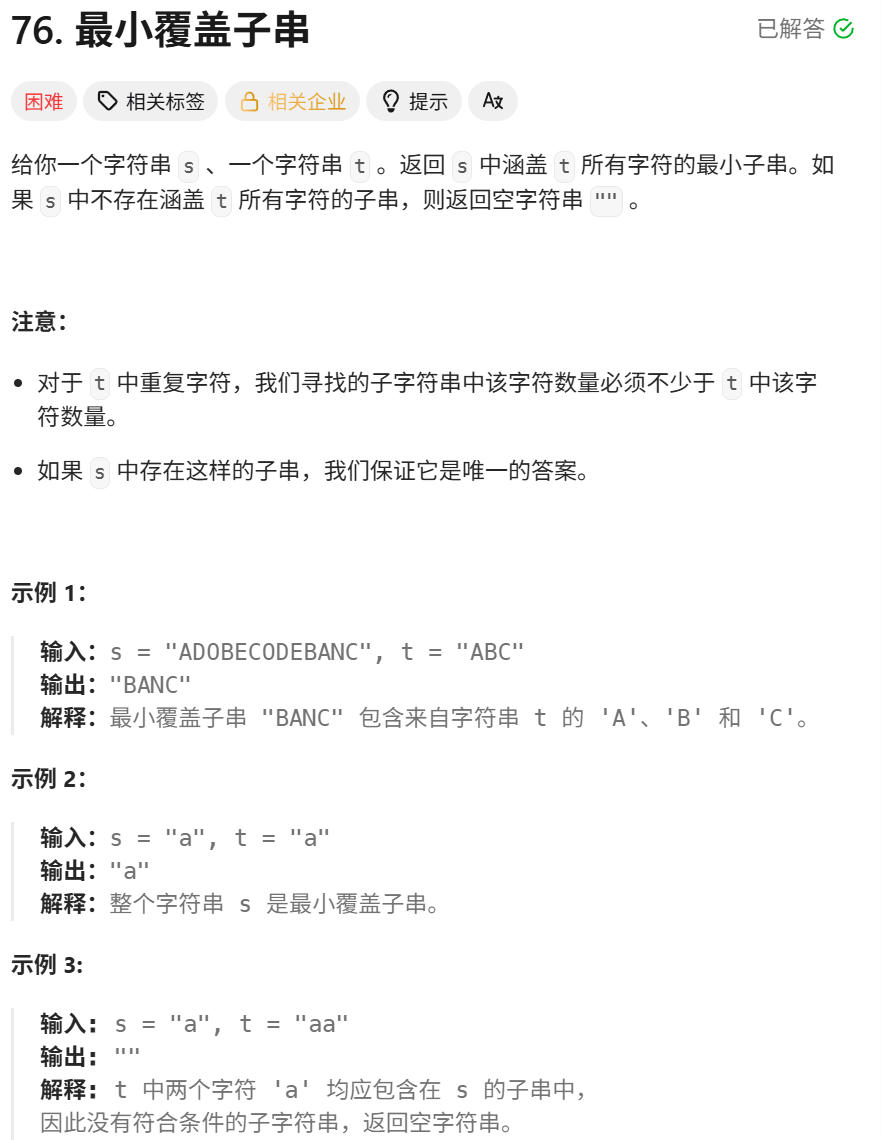 76. 最小覆盖子串
已解答
困难 相关标签 相关企业 提示 Aズ
给你一个字符串 s 、一个字符串 t 。返回 s 中涵盖 t 所有字符的最小子串。如
果 s 中不存在涵盖 t 所有字符的子串，则返回空字符串 "" 。
注意：
对于 t 中重复字符，我们寻找的子字符串中该字符数量必须不少于 t 中该字
符数量。
如果 s 中存在这样的子串，我们保证它是唯一的答案。
示例 1：
输入：s = "ADOBECODEBANC", t = "ABC"
输出："BANC"
解释：最小覆盖子串 "BANC" 包含来自字符串 t 的 'A'、'B' 和 'C'。
示例 2：
输入：s = "a", t = "a"
输出："a"
解释：整个字符串 s 是最小覆盖子串。
示例 3:
输入: s = "a", t = "aa"
输出: ""
解释: t 中两个字符 'a' 均应包含在 s 的子串中，
因此没有符合条件的子字符串，返回空字符串。